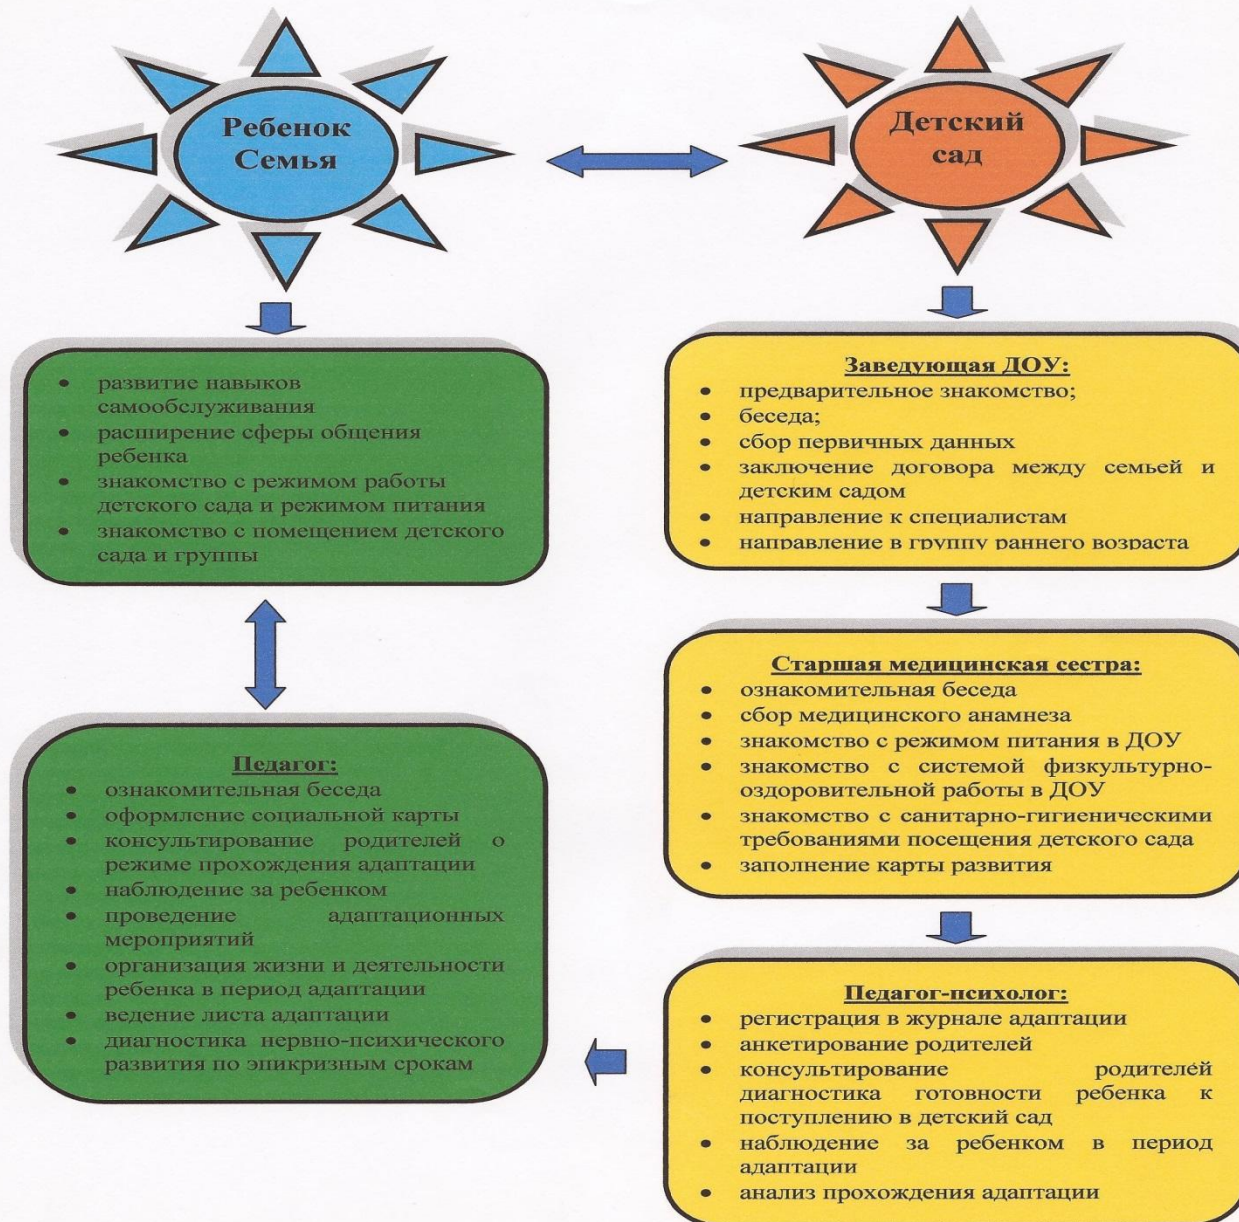 Ребенок
Семья
Детский
сад
• развитие навыков
самообслуживания
• расширение сферы общения
ребенка
• знакомство с режимом работы
детского сада и режимом питания
• знакомство с помещением детского
сада и группы
Педагог:
• ознакомительная беседа
• оформление социальной карты
• консультирование родителей о
режиме прохождения адаптации
• наблюдение за ребенком
• проведение адаптационных
мероприятий
• организация жизни и деятельности
ребенка в период адаптации
• ведение листа адаптации
• диагностика нервно-психического
развития по эпикризным срокам
Заведующая ДОУ:
• предварительное знакомство;
• беседа;
• сбор первичных данных
• заключение договора между семьей и
детским садом
• направление к специалистам
• направление в группу раннего возраста
Старшая медицинская сестра:
• ознакомительная беседа
• сбор медицинского анамнеза
• знакомство с режимом питания в ДОУ
• знакомство с системой физкультурно-
оздоровительной работы в ДОУ
• знакомство с санитарно-гигиеническими
требованиями посещения детского сада
• заполнение карты развития
Педагог-психолог:
• регистрация в журнале адаптации
• анкетирование родителей
• консультирование родителей
диагностика готовности ребенка к
поступлению в детский сад
• наблюдение за ребенком в период
адаптации
• анализ прохождения адаптации